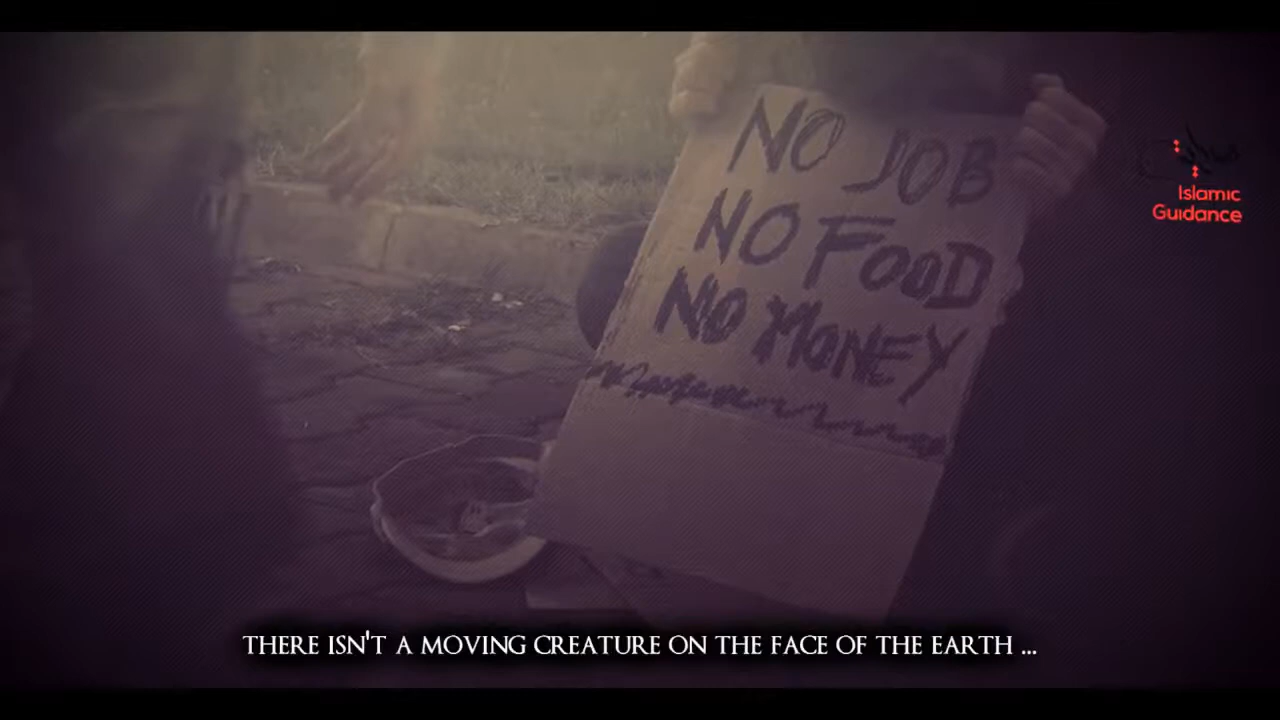 NO JOB
NO FOOD
NO MONEY
Islamic
Guidance
THERE ISN'T A MOVING CREATURE ON THE FACE OF THE EARTH ...